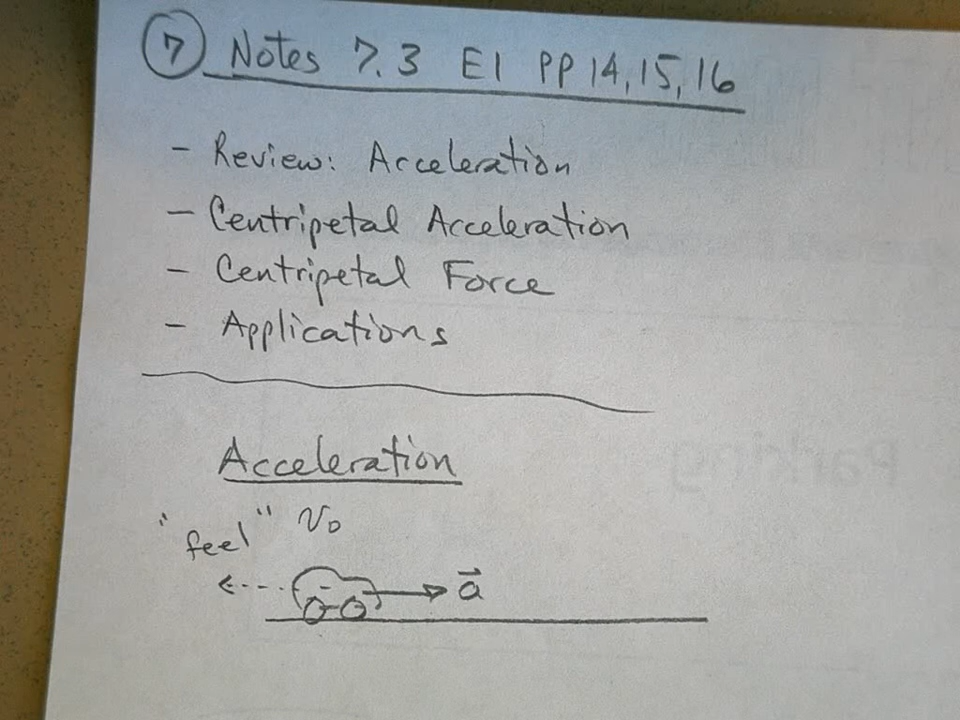 7 Notes 7.3 E1 PP 14, 15, 16
- Review: Acceleration
- Centripetal Acceleration
- Centripetal Force
- Applications
Acceleration
"feel" V₀
a⃗
Parking